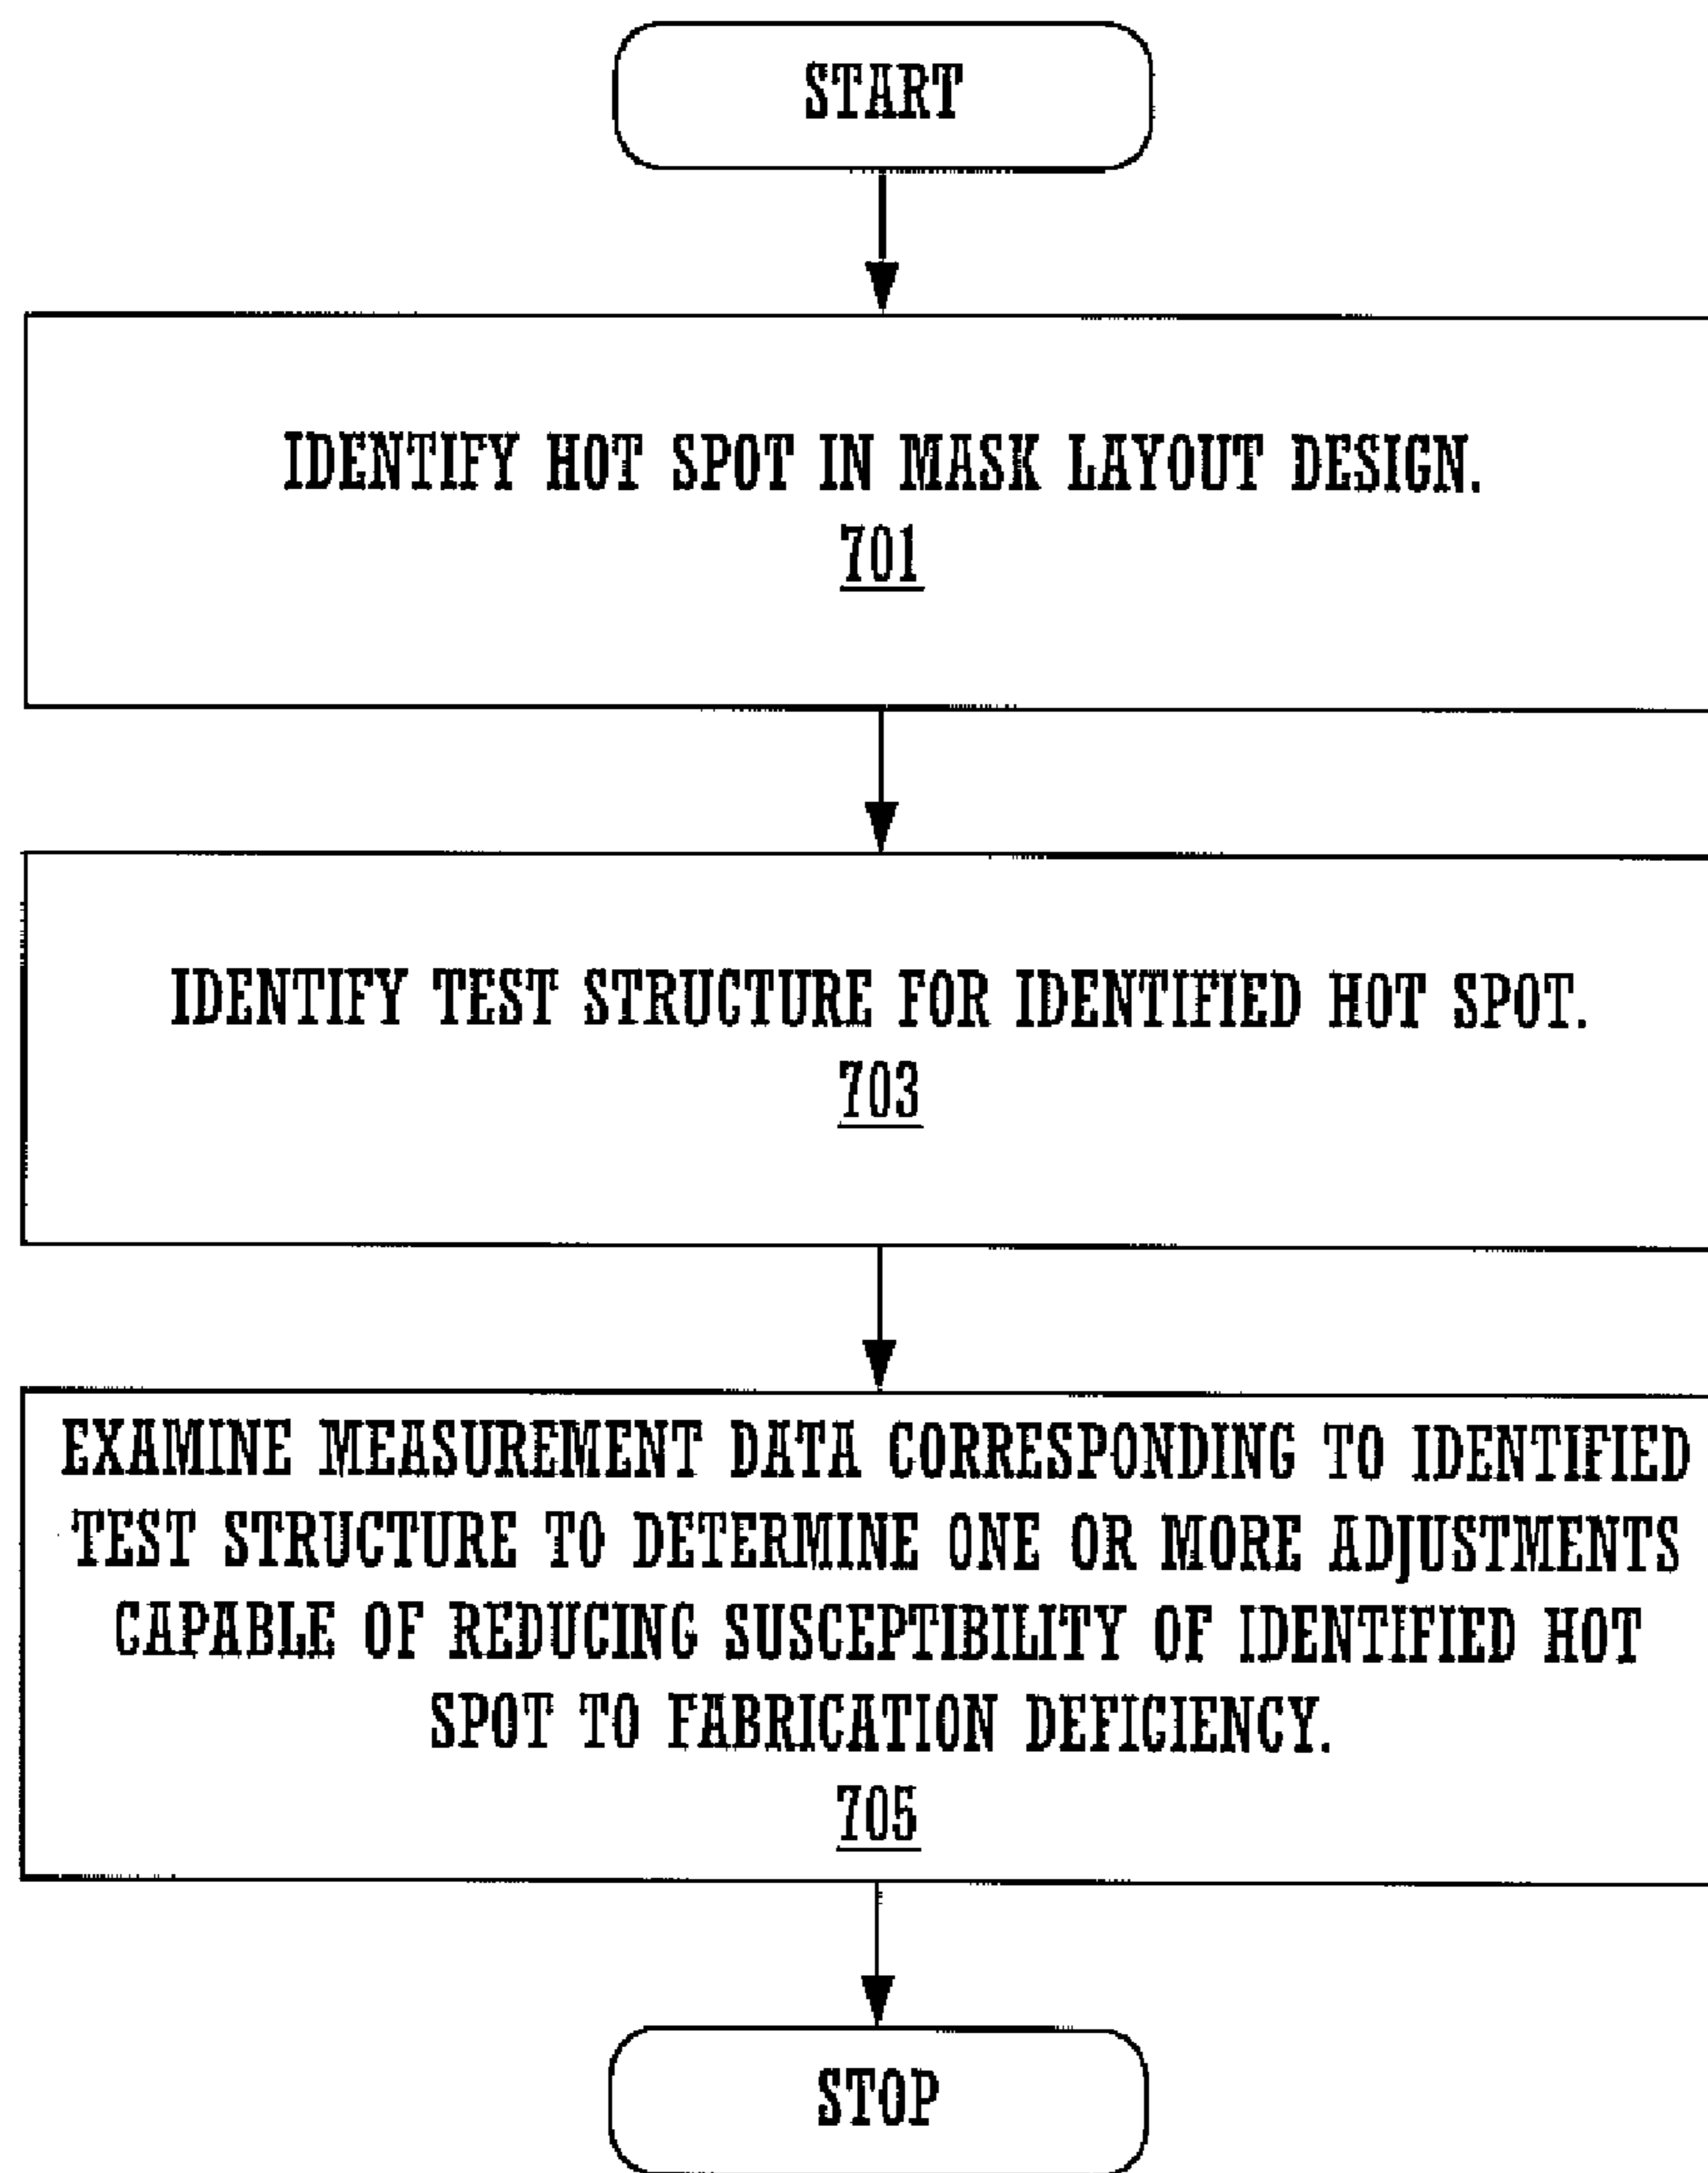 START
IDENTIFY HOT SPOT IN MASK LAYOUT DESIGN.
701
IDENTIFY TEST STRUCTURE FOR IDENTIFIED HOT SPOT.
703
EXAMINE MEASUREMENT DATA CORRESPONDING TO IDENTIFIED
TEST STRUCTURE TO DETERMINE ONE OR MORE ADJUSTMENTS
CAPABLE OF REDUCING SUSCEPTIBILITY OF IDENTIFIED HOT
SPOT TO FABRICATION DEFICIENCY.
705
STOP